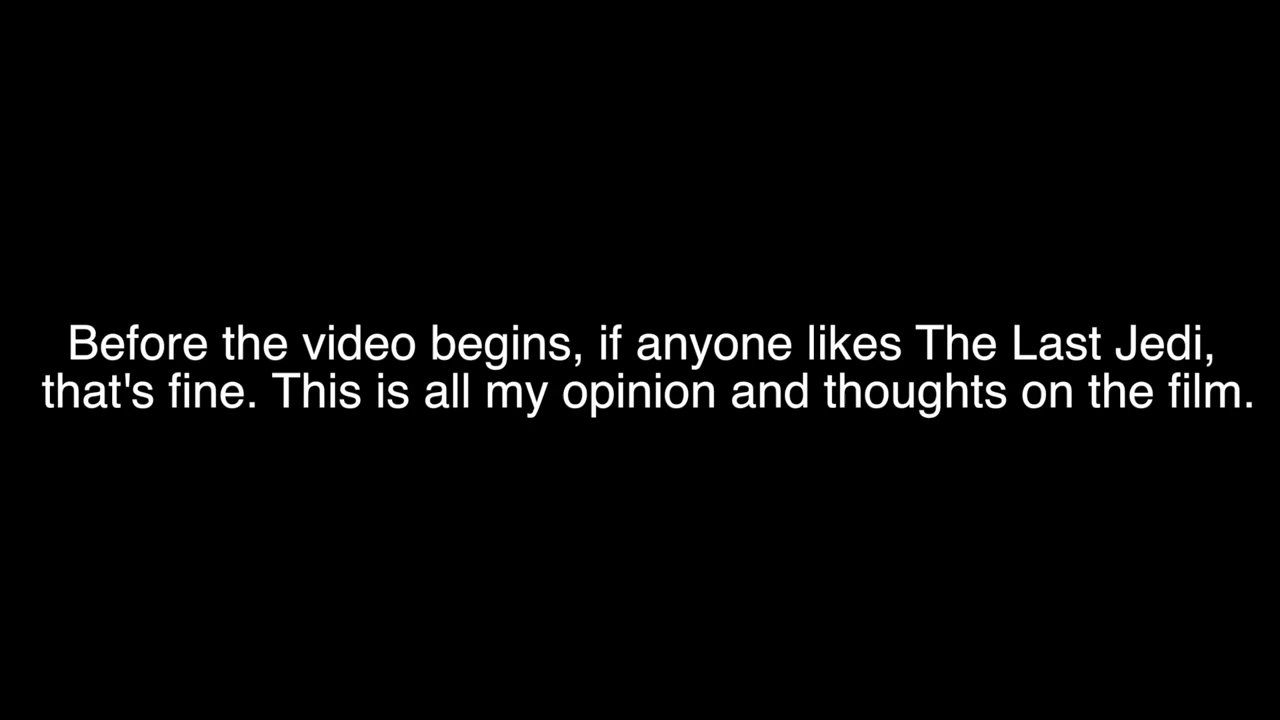 Before the video begins, if anyone likes The Last Jedi,
that's fine. This is all my opinion and thoughts on the film.